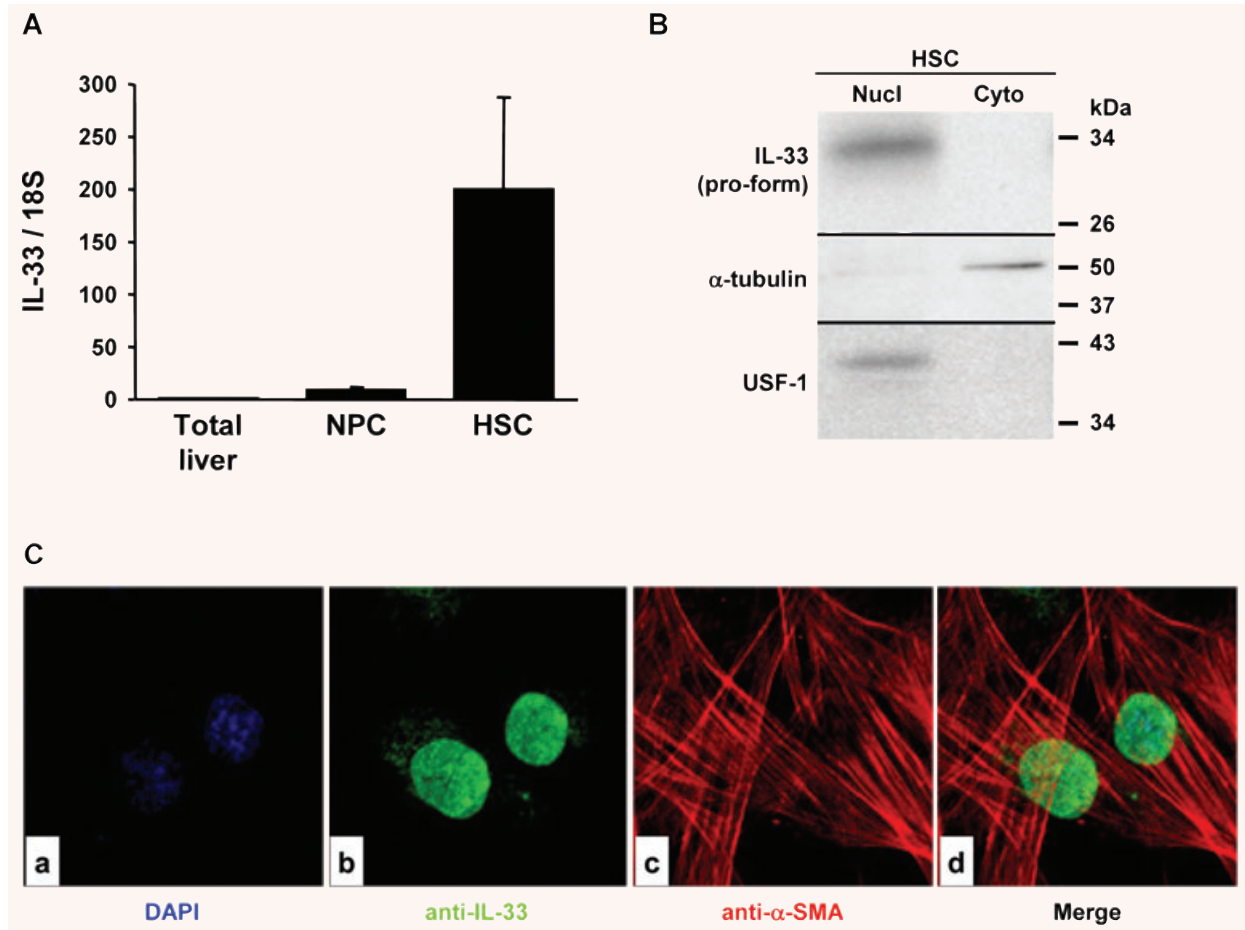 A
IL-33 / 18S
300
250
200
150
100
50
0
Total
liver
NPC
HSC
B
HSC
Nucl
Cyto
kDa
IL-33
(pro-form)
34
26
α-tubulin
50
37
USF-1
43
34
C
a
b
c
d
DAPI
anti-IL-33
anti-α-SMA
Merge